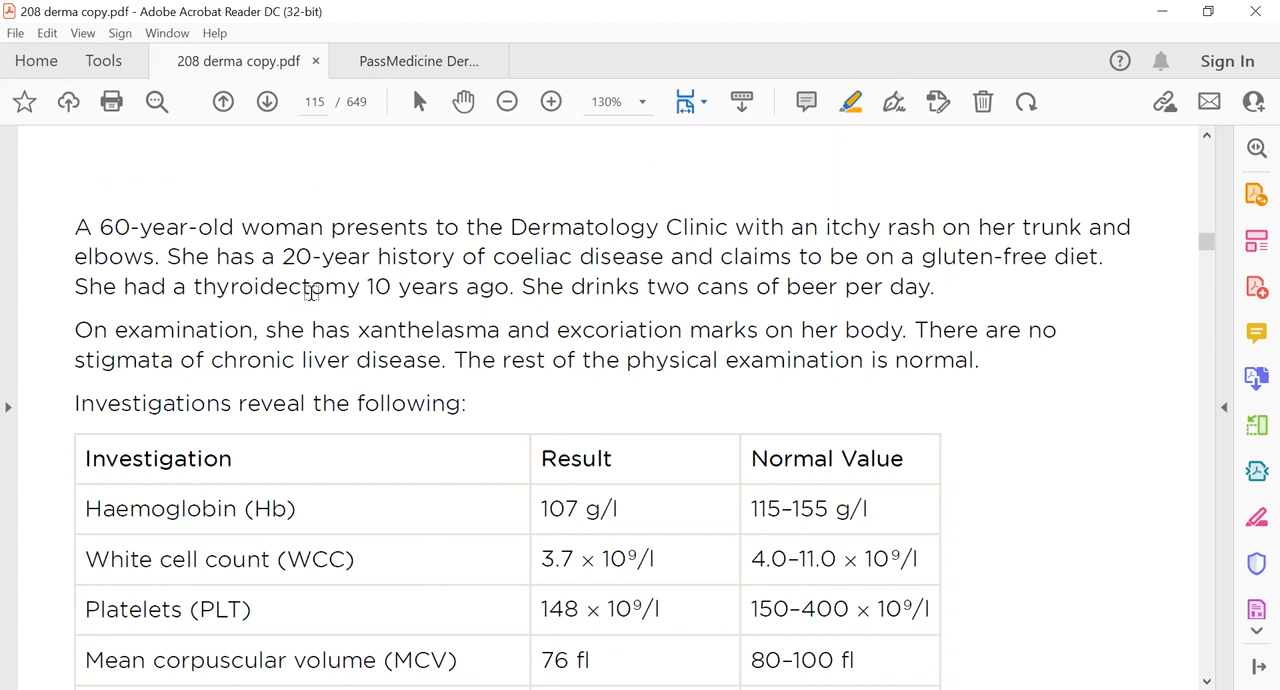 208 derma copy.pdf - Adobe Acrobat Reader DC (32-bit)
File Edit View Sign Window Help
Home Tools 208 derma copy.pdf × PassMedicine Der... Sign In
115 / 649 130%
A 60-year-old woman presents to the Dermatology Clinic with an itchy rash on her trunk and
elbows. She has a 20-year history of coeliac disease and claims to be on a gluten-free diet.
She had a thyroidectomy 10 years ago. She drinks two cans of beer per day.
On examination, she has xanthelasma and excoriation marks on her body. There are no
stigmata of chronic liver disease. The rest of the physical examination is normal.
Investigations reveal the following:
Investigation Result Normal Value
Haemoglobin (Hb) 107 g/l 115–155 g/l
White cell count (WCC) 3.7 × 10⁹/l 4.0–11.0 × 10⁹/l
Platelets (PLT) 148 × 10⁹/l 150–400 × 10⁹/l
Mean corpuscular volume (MCV) 76 fl 80–100 fl